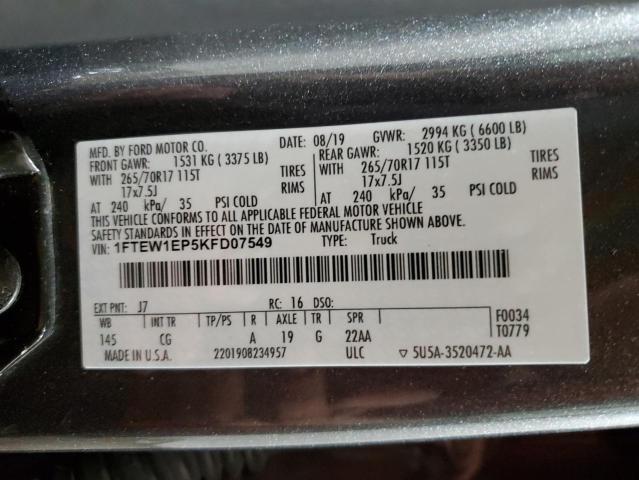 MFD. BY FORD MOTOR CO. DATE: 08/19 GVWR: 2994 KG ( 6600 LB)
FRONT GAWR: 1531 KG ( 3375 LB) REAR GAWR: 1520 KG ( 3350 LB)
WITH 265/70R17 115T TIRES WITH 265/70R17 115T TIRES
17x7.5J RIMS 17x7.5J RIMS
AT 240 kPa/ 35 PSI COLD AT 240 kPa/ 35 PSI COLD
THIS VEHICLE CONFORMS TO ALL APPLICABLE FEDERAL MOTOR VEHICLE
SAFETY STANDARDS IN EFFECT ON THE DATE OF MANUFACTURE SHOWN ABOVE.
VIN: 1FTEW1EP5KFD07549 TYPE: Truck
EXT PNT: J7 RC: 16 DSO: F0034
WB INT TR TP/PS R AXLE TR SPR T0779
145 CG A 19 G 22AA
MADE IN U.S.A. 2201908234957 ULC ▽ 5U5A-3520472-AA